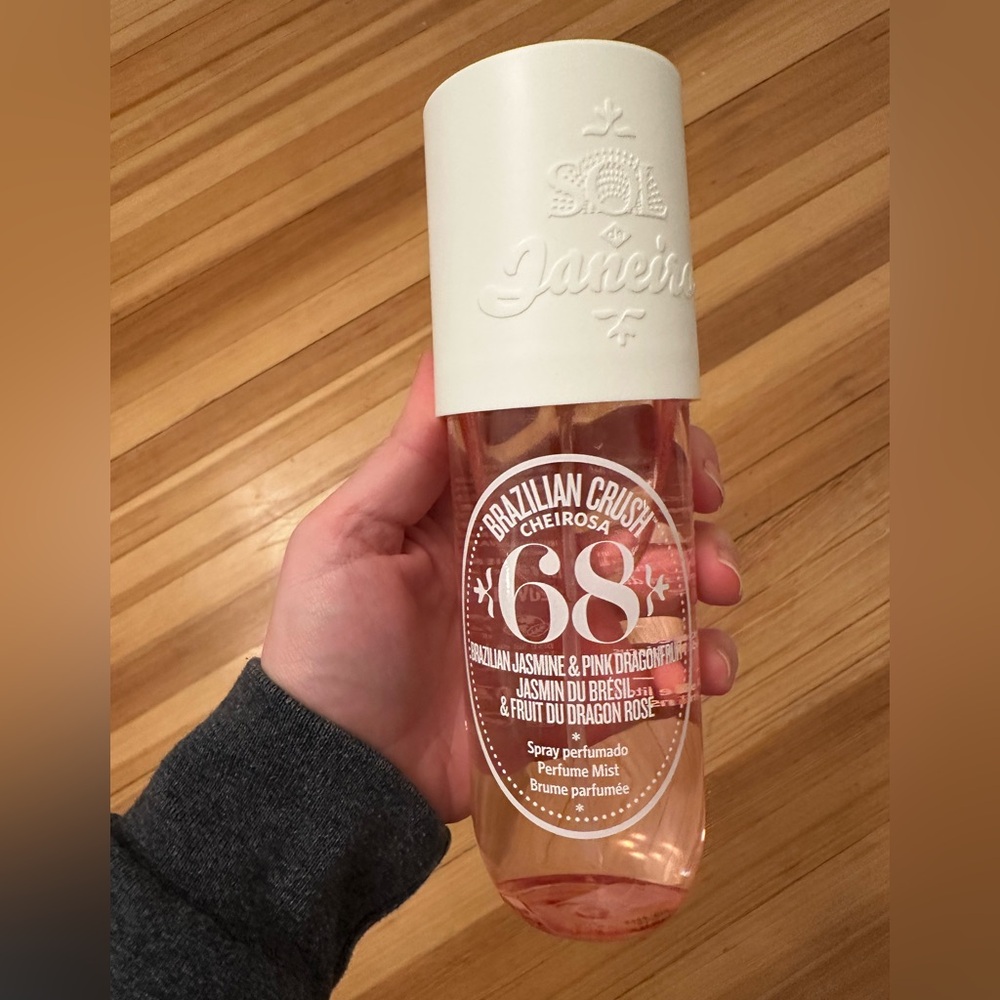 SOL
de
Janeiro
BRAZILIAN CRUSH
CHEIROSA
68
BRAZILIAN JASMINE & PINK DRAGONFRUIT
JASMIN DU BRÉSIL
& FRUIT DU DRAGON ROSE
*
Spray perfumado
Perfume Mist
Brume parfumée
*